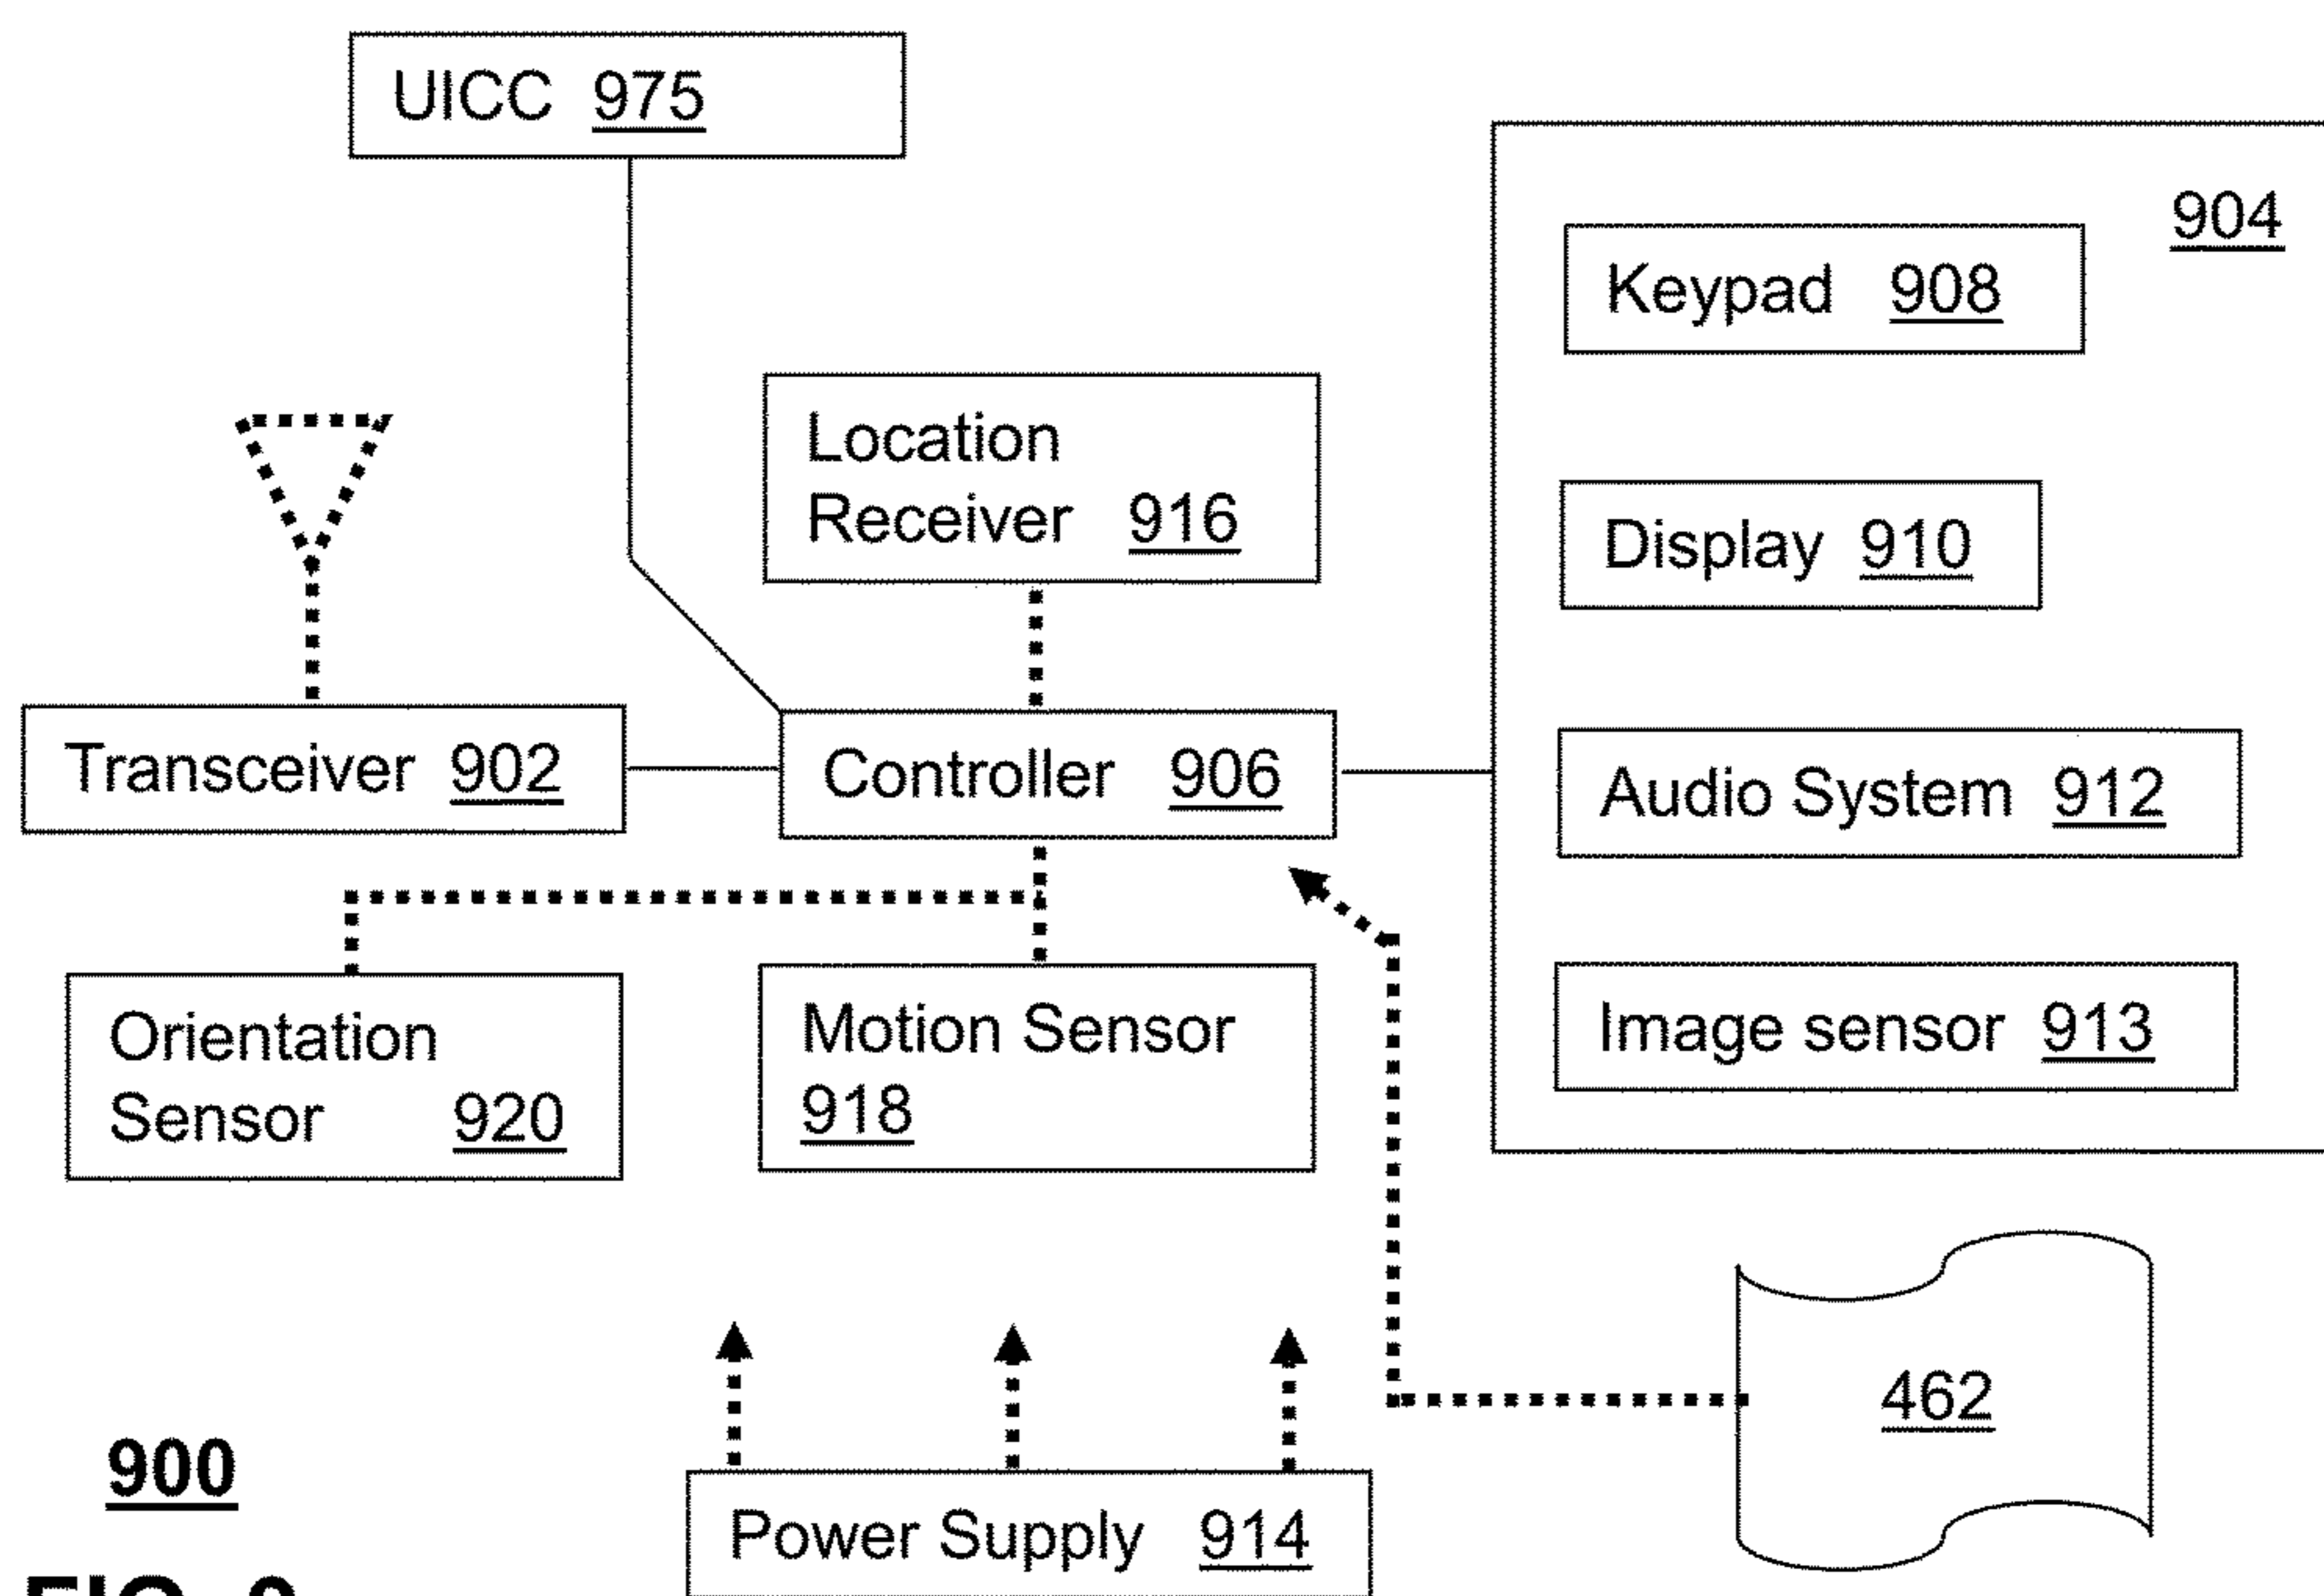 UICC 975
904
Keypad 908
Location
Receiver 916
Display 910
Transceiver 902
Controller 906
Audio System 912
Orientation
Sensor 920
Motion Sensor
918
Image sensor 913
462
900
Power Supply 914